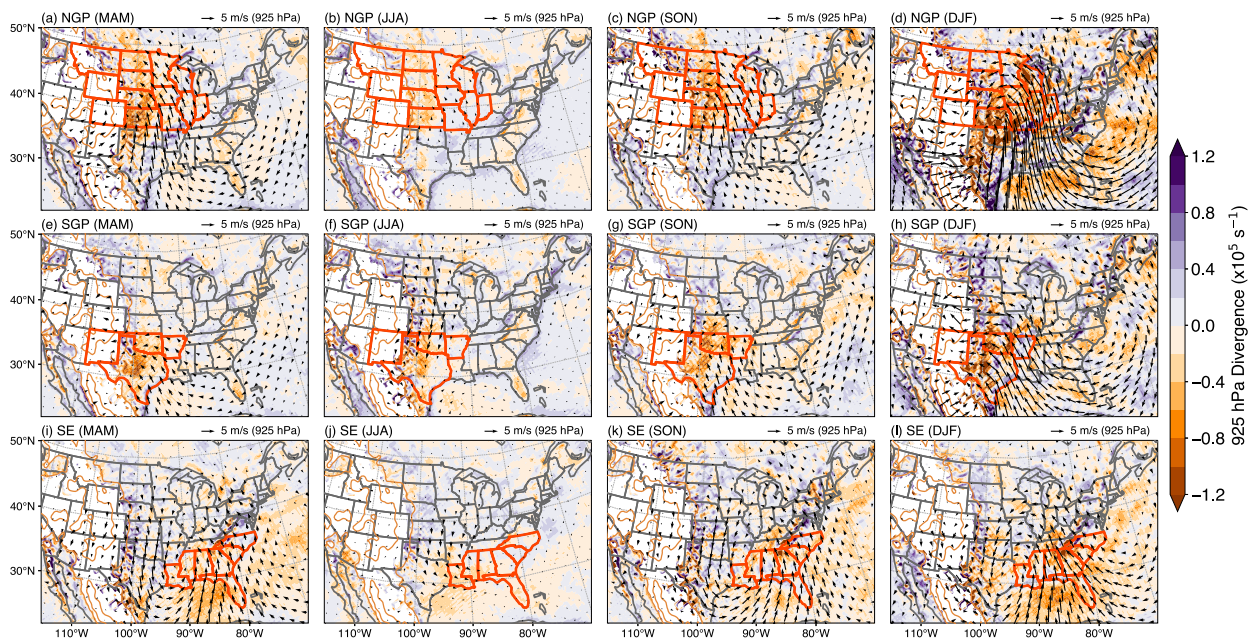 (a) NGP (MAM) 5 m/s (925 hPa)
(b) NGP (JJA) 5 m/s (925 hPa)
(c) NGP (SON) 5 m/s (925 hPa)
(d) NGP (DJF) 5 m/s (925 hPa)
50°N
40°N
30°N
(e) SGP (MAM) 5 m/s (925 hPa)
(f) SGP (JJA) 5 m/s (925 hPa)
(g) SGP (SON) 5 m/s (925 hPa)
(h) SGP (DJF) 5 m/s (925 hPa)
50°N
40°N
30°N
(i) SE (MAM) 5 m/s (925 hPa)
(j) SE (JJA) 5 m/s (925 hPa)
(k) SE (SON) 5 m/s (925 hPa)
(l) SE (DJF) 5 m/s (925 hPa)
50°N
40°N
30°N
110°W 100°W 90°W 80°W
110°W 100°W 90°W 80°W
110°W 100°W 90°W 80°W
110°W 100°W 90°W 80°W
1.2
0.8
0.4
0.0
−0.4
−0.8
−1.2
925 hPa Divergence (x10⁵ s⁻¹)